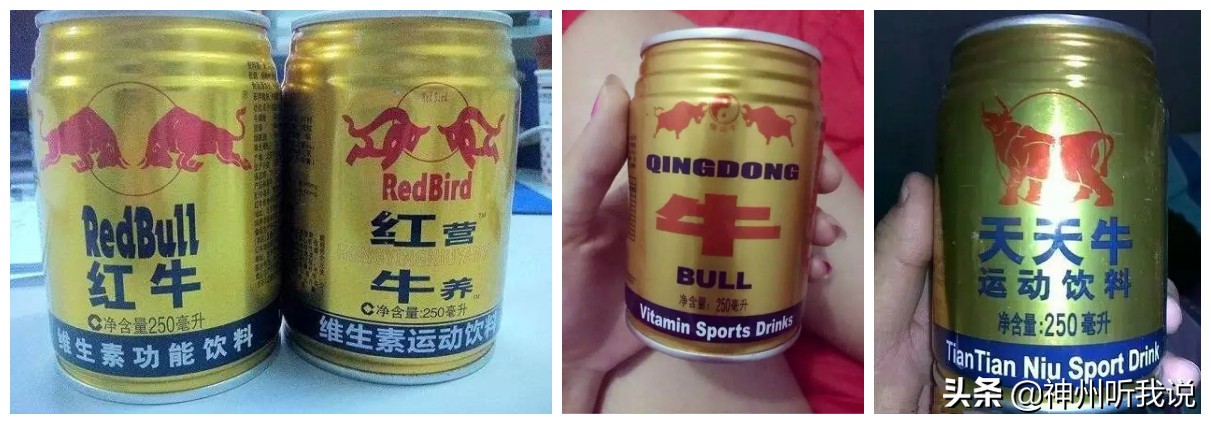 RedBull
红牛
净含量250毫升
维生素功能饮料
Red Bird
RedBird
红营
牛养
净含量:250毫升
维生素运动饮料
QINGDONG
牛
BULL
净含量:250毫升
Vitamin Sports Drinks
天天牛
运动饮料
净含量:250毫升
TianTian Niu Sport Drink
头条 @神州听我说